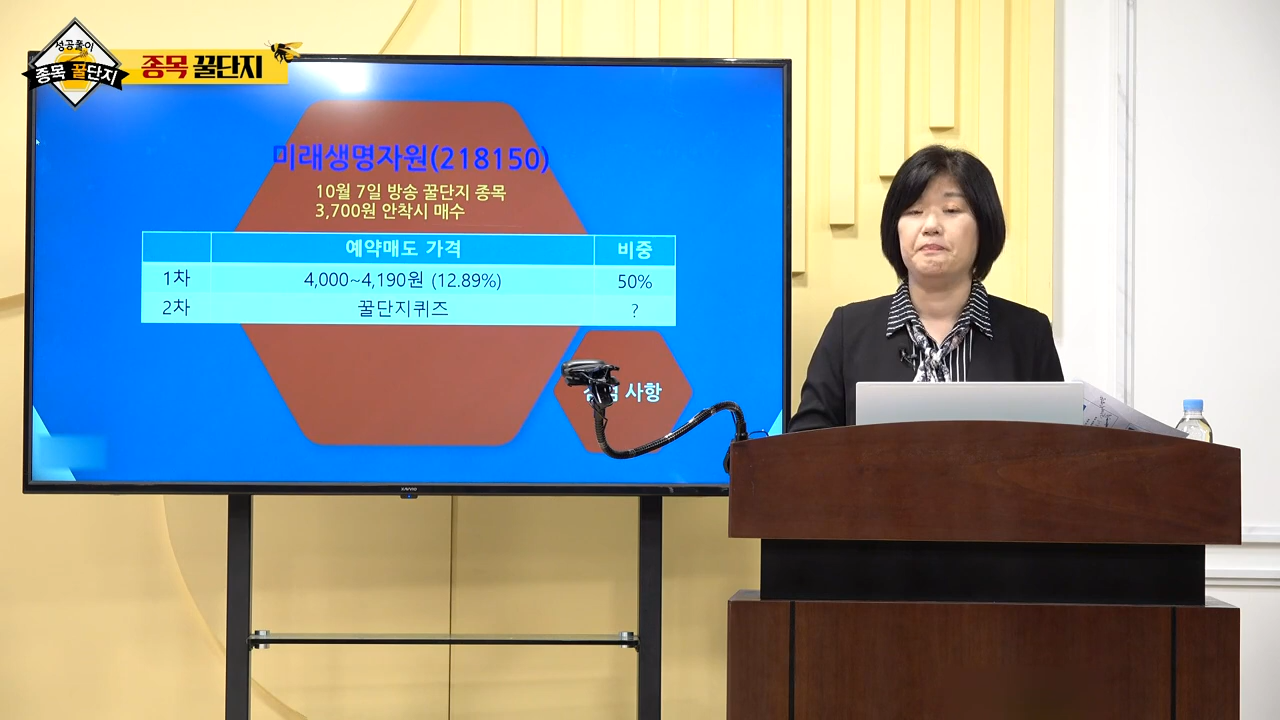 성공풀이
종목 꿀단지
종목 꿀단지
미래생명자원(218150)
10월 7일 방송 꿀단지 종목
3,700원 안착시 매수
예약매도 가격 비중
1차 4,000~4,190원 (12.89%) 50%
2차 꿀단지퀴즈 ?
사항